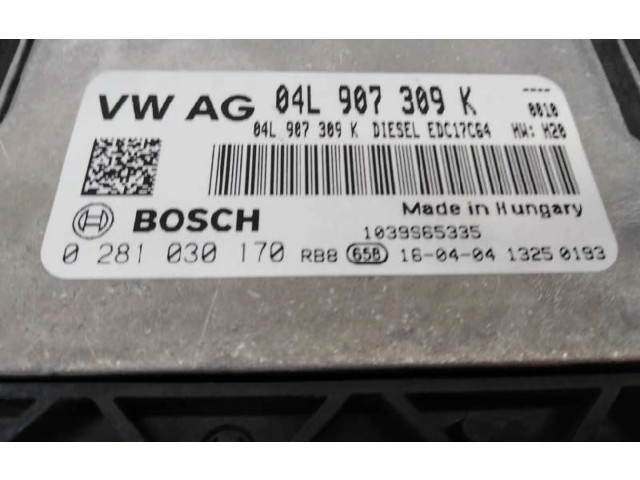 VW AG 04L 907 309 K ----
0010
04L 907 309 K DIESEL EDC17C64 HW: H20
Made in Hungary
BOSCH 1039S65335
0 281 030 170 RB8 658 16-04-04 1325 0193